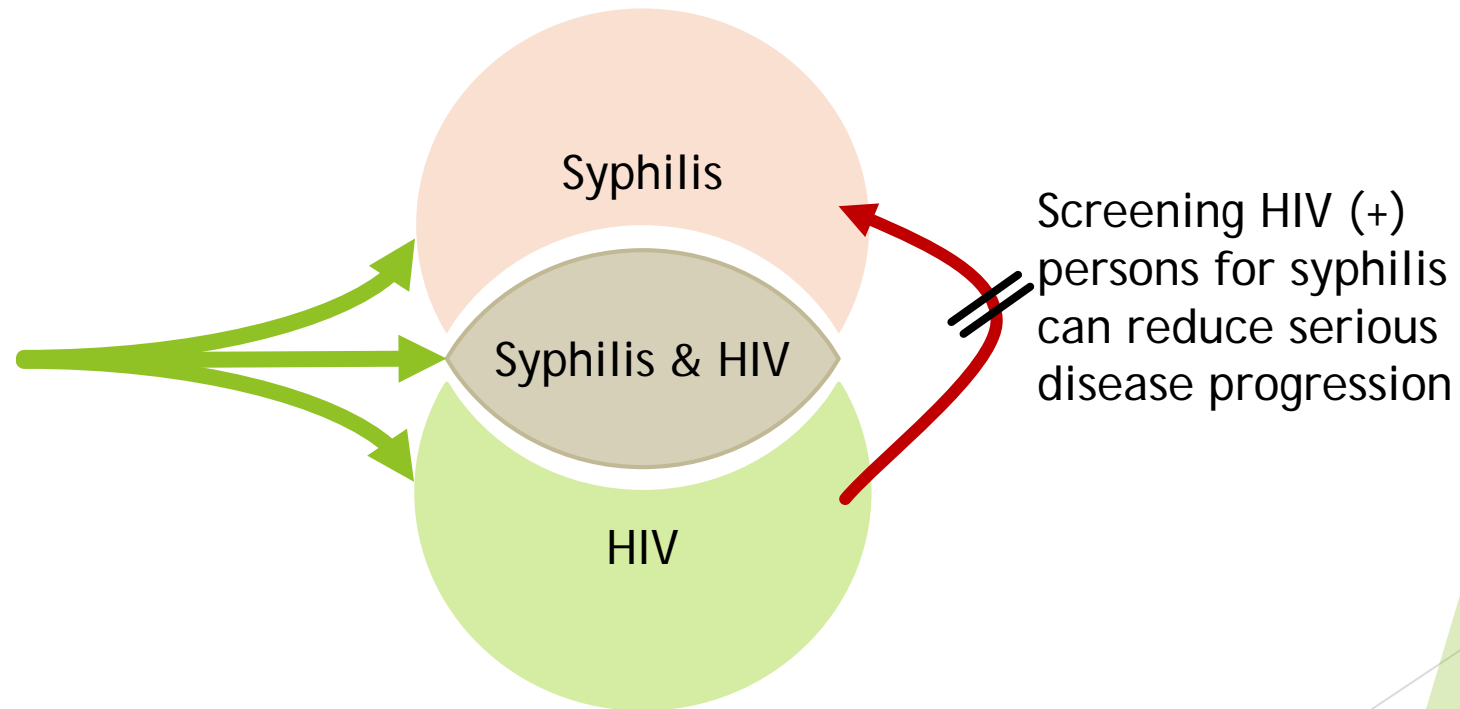 Syphilis
Syphilis & HIV
HIV
Screening HIV (+)
persons for syphilis
can reduce serious
disease progression